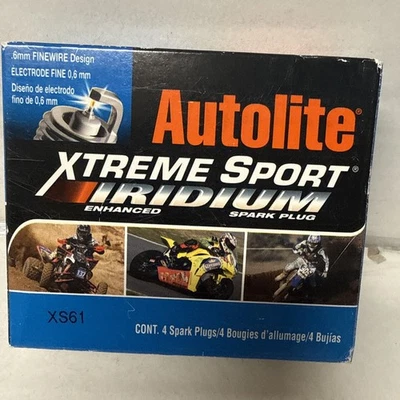 .6mm FINEWIRE Design
ÉLECTRODE FINE 0,6 mm
Diseño de electrodo
fino de 0,6 mm
Autolite®
XTREME SPORT®
IRIDIUM
ENHANCED SPARK PLUG
XS61
CONT. 4 Spark Plugs/4 Bougies d'allumage/4 Bujías